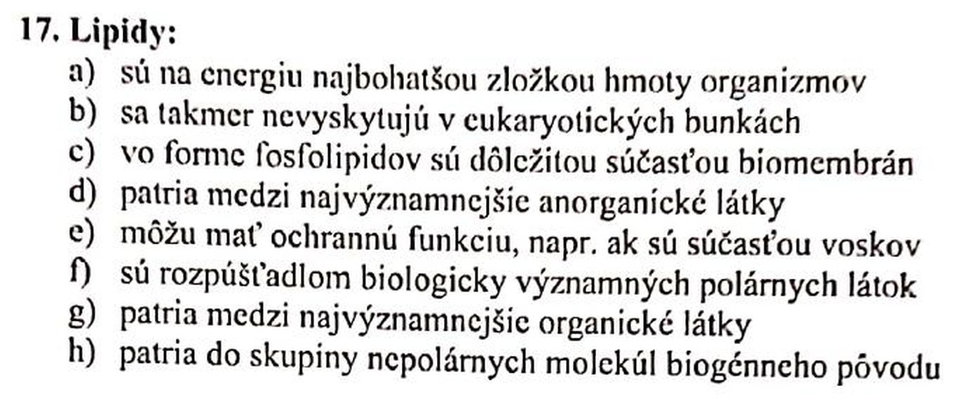 17. Lipidy:
a) sú na energiu najbohatšou zložkou hmoty organizmov
b) sa takmer nevyskytujú v eukaryotických bunkách
c) vo forme fosfolipidov sú dôležitou súčasťou biomembrán
d) patria medzi najvýznamnejšie anorganické látky
e) môžu mať ochrannú funkciu, napr. ak sú súčasťou voskov
f) sú rozpúšťadlom biologicky významných polárnych látok
g) patria medzi najvýznamnejšie organické látky
h) patria do skupiny nepolárnych molekúl biogénneho pôvodu